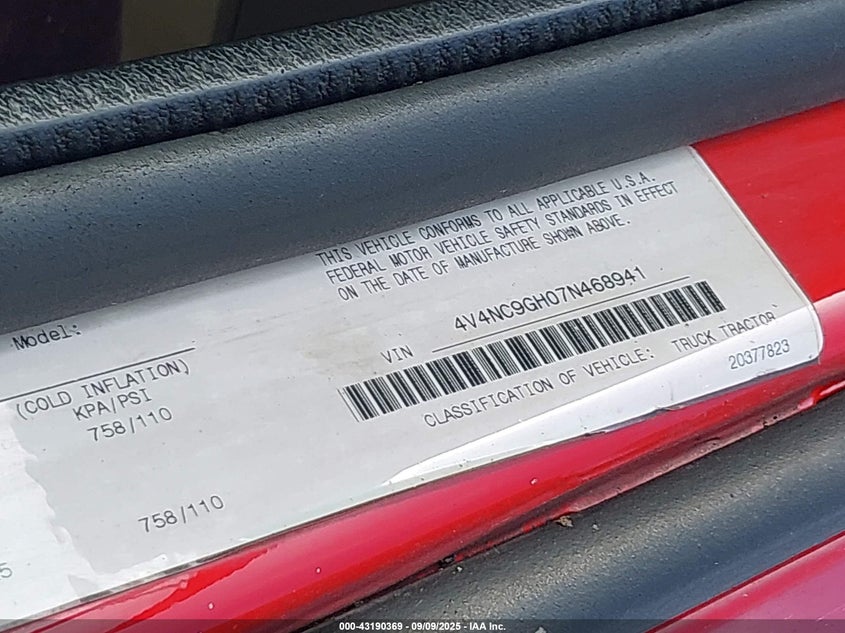 THIS VEHICLE CONFORMS TO ALL APPLICABLE U.S.A.
FEDERAL MOTOR VEHICLE SAFETY STANDARDS IN EFFECT
ON THE DATE OF MANUFACTURE SHOWN ABOVE.
Model:
VIN 4V4NC9GH07N468941
(COLD INFLATION)
KPA/PSI
758/110
CLASSIFICATION OF VEHICLE: TRUCK TRACTOR
20377823
758/110
5
000-43190369 - 09/09/2025 - IAA Inc.